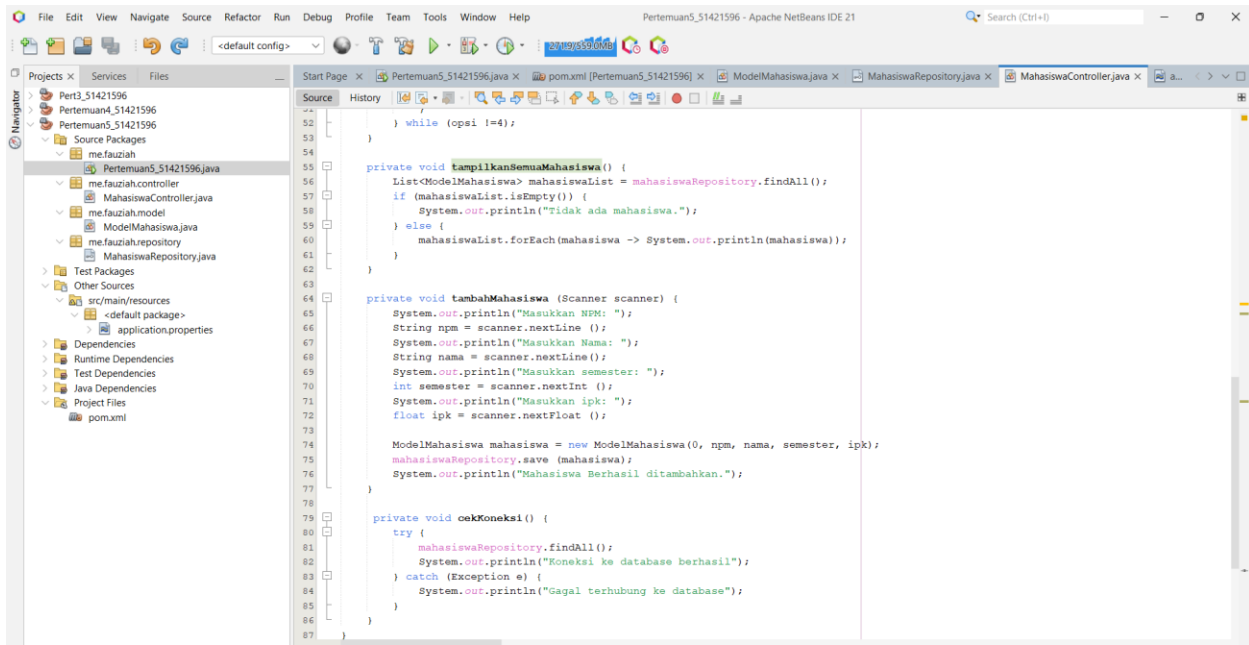 File Edit View Navigate Source Refactor Run Debug Profile Team Tools Window Help Pertemuan5_51421596 - Apache NetBeans IDE 21 Search (Ctrl+I)
<default config> 271.9/559.0MB
Projects Services Files
Start Page Pertemuan5_51421596.java pom.xml [Pertemuan5_51421596] ModelMahasiswa.java MahasiswaRepository.java MahasiswaController.java a...
Navigator
Pert3_51421596
Pertemuan4_51421596
Pertemuan5_51421596
Source Packages
me.fauziah
Pertemuan5_51421596.java
me.fauziah.controller
MahasiswaController.java
me.fauziah.model
ModelMahasiswa.java
me.fauziah.repository
MahasiswaRepository.java
Test Packages
Other Sources
src/main/resources
<default package>
application.properties
Dependencies
Runtime Dependencies
Test Dependencies
Java Dependencies
Project Files
pom.xml
Source History
51 }
52 } while (opsi !=4);
53 }
54
55 private void tampilkanSemuaMahasiswa() {
56 List<ModelMahasiswa> mahasiswaList = mahasiswaRepository.findAll();
57 if (mahasiswaList.isEmpty()) {
58 System.out.println("Tidak ada mahasiswa.");
59 } else {
60 mahasiswaList.forEach(mahasiswa -> System.out.println(mahasiswa));
61 }
62 }
63
64 private void tambahMahasiswa (Scanner scanner) {
65 System.out.println("Masukkan NPM: ");
66 String npm = scanner.nextLine ();
67 System.out.println("Masukkan Nama: ");
68 String nama = scanner.nextLine();
69 System.out.println("Masukkan semester: ");
70 int semester = scanner.nextInt ();
71 System.out.println("Masukkan ipk: ");
72 float ipk = scanner.nextFloat ();
73
74 ModelMahasiswa mahasiswa = new ModelMahasiswa(0, npm, nama, semester, ipk);
75 mahasiswaRepository.save (mahasiswa);
76 System.out.println("Mahasiswa Berhasil ditambahkan.");
77 }
78
79 private void cekKoneksi() {
80 try {
81 mahasiswaRepository.findAll();
82 System.out.println("Koneksi ke database berhasil");
83 } catch (Exception e) {
84 System.out.println("Gagal terhubung ke database");
85 }
86 }
87 }